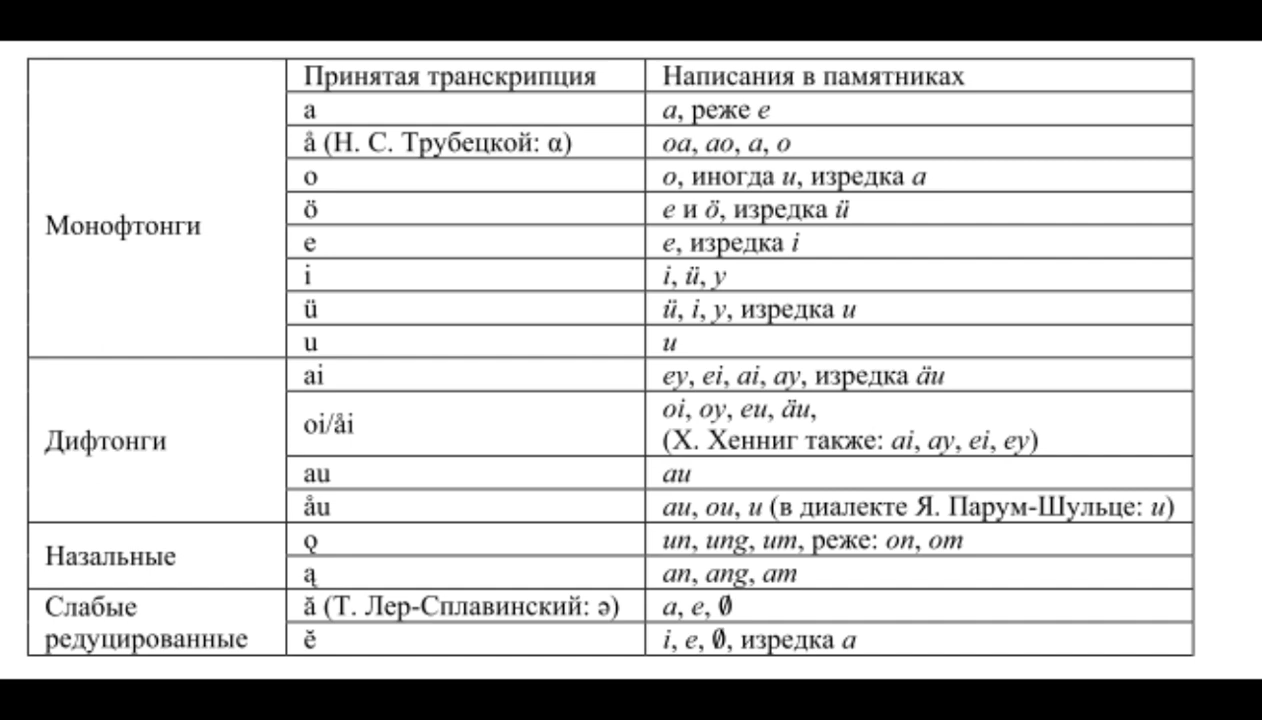 Принятая транскрипция Написания в памятниках
Монофтонги
a a, реже e
å (Н. С. Трубецкой: α) oa, ao, a, o
o o, иногда u, изредка a
ö e и ö, изредка ü
e e, изредка i
i i, ü, y
ü ü, i, y, изредка u
u u
Дифтонги
ai ey, ei, ai, ay, изредка äu
oi/åi oi, oy, eu, äu,
(Х. Хенниг также: ai, ay, ei, ey)
au au
åu au, ou, u (в диалекте Я. Парум-Шульце: u)
Назальные
ǫ un, ung, um, реже: on, om
ą an, ang, am
Слабые
редуцированные
ă (Т. Лер-Сплавинский: ə) a, e, Ø
ĕ i, e, Ø, изредка a